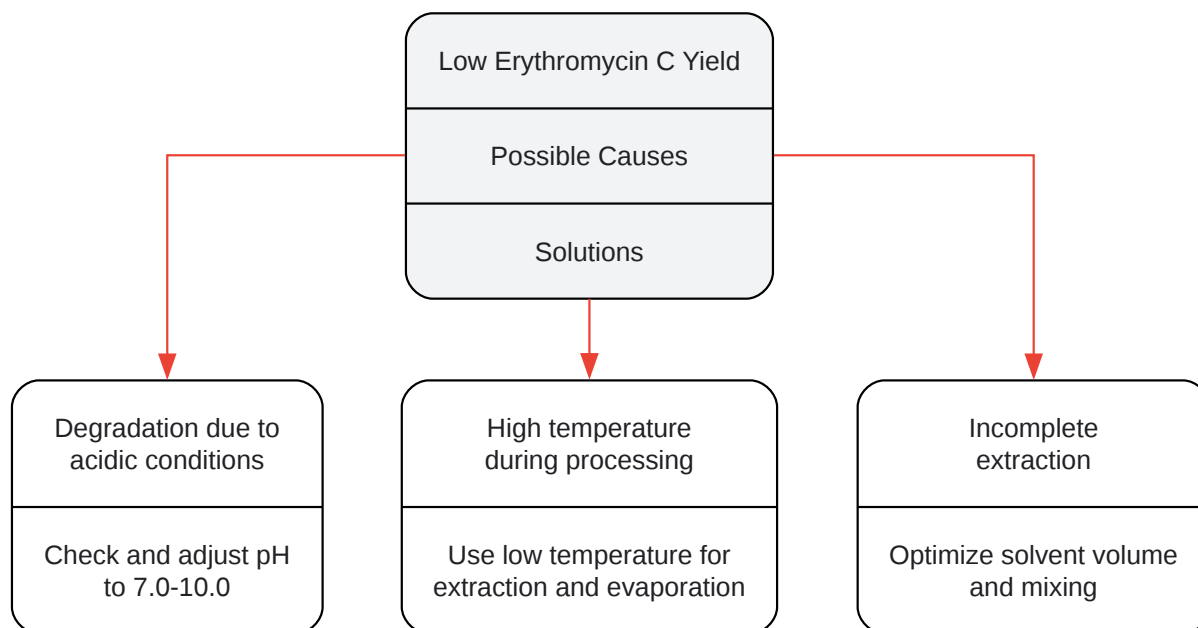 Low Erythromycin C Yield
Possible Causes
Solutions
Degradation due to
acidic conditions
Check and adjust pH
to 7.0-10.0
High temperature
during processing
Use low temperature for
extraction and evaporation
Incomplete
extraction
Optimize solvent volume
and mixing